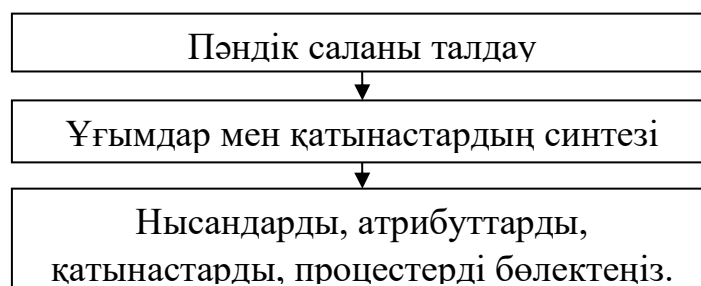 Пәндік саланы талдау
Ұғымдар мен қатынастардың синтезі
Нысандарды, атрибуттарды,
қатынастарды, процестерді бөлектеңіз.